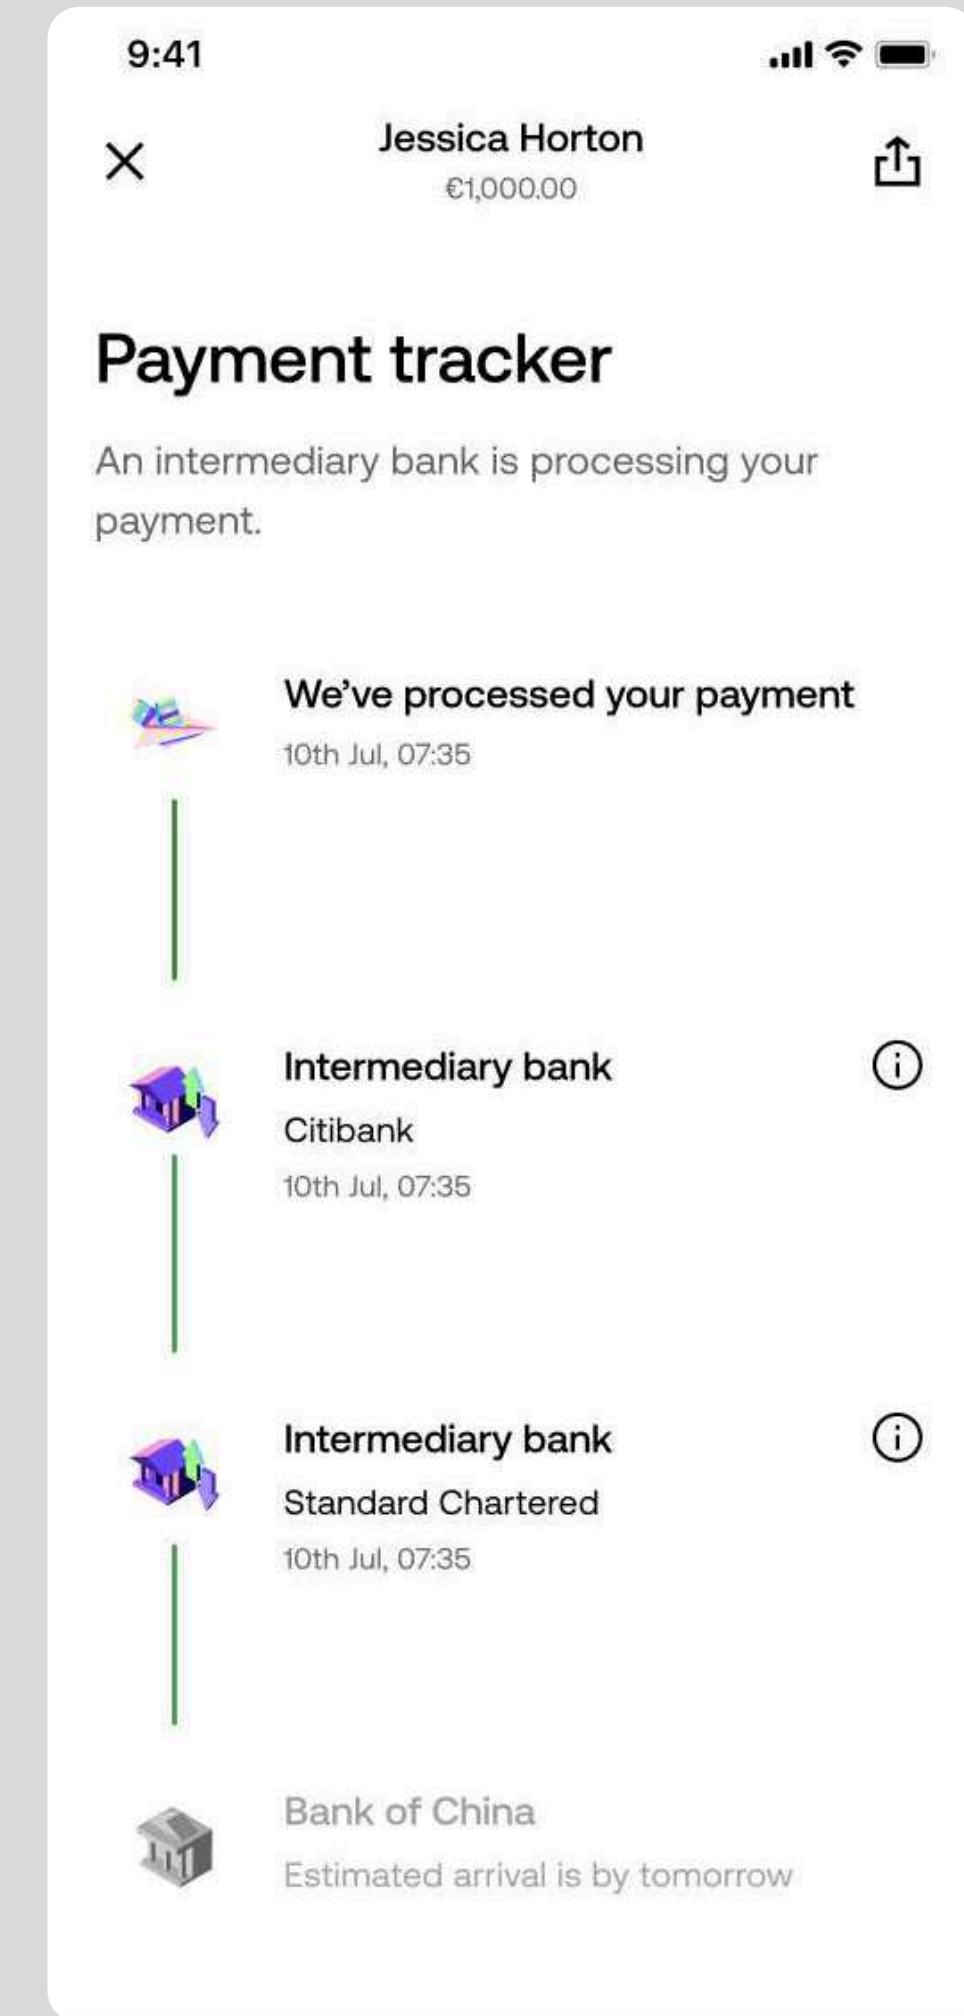 9:41
Jessica Horton
€1,000.00
Payment tracker
An intermediary bank is processing your
payment.
We’ve processed your payment
10th Jul, 07:35
Intermediary bank
Citibank
10th Jul, 07:35
Intermediary bank
Standard Chartered
10th Jul, 07:35
Bank of China
Estimated arrival is by tomorrow